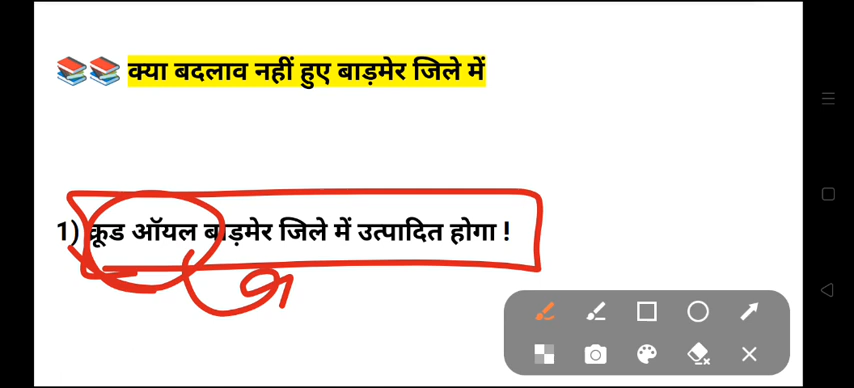 क्या बदलाव नहीं हुए बाड़मेर जिले में
1) क्रूड ऑयल बाड़मेर जिले में उत्पादित होगा !